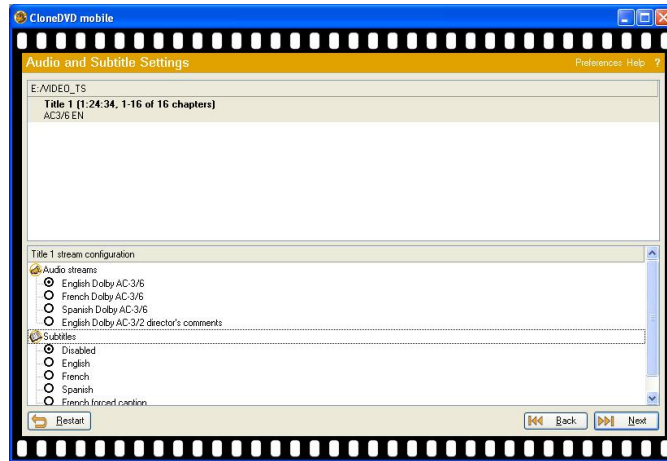 CloneDVD mobile
Audio and Subtitle Settings
Preferences Help ?
E:/VIDEO_TS
Title 1 (1:24:34, 1-16 of 16 chapters)
AC3/6 EN
Title 1 stream configuration
Audio streams
English Dolby AC-3/6
French Dolby AC-3/6
Spanish Dolby AC-3/6
English Dolby AC-3/2 director's comments
Subtitles
Disabled
English
French
Spanish
French forced caption
Restart
Back
Next